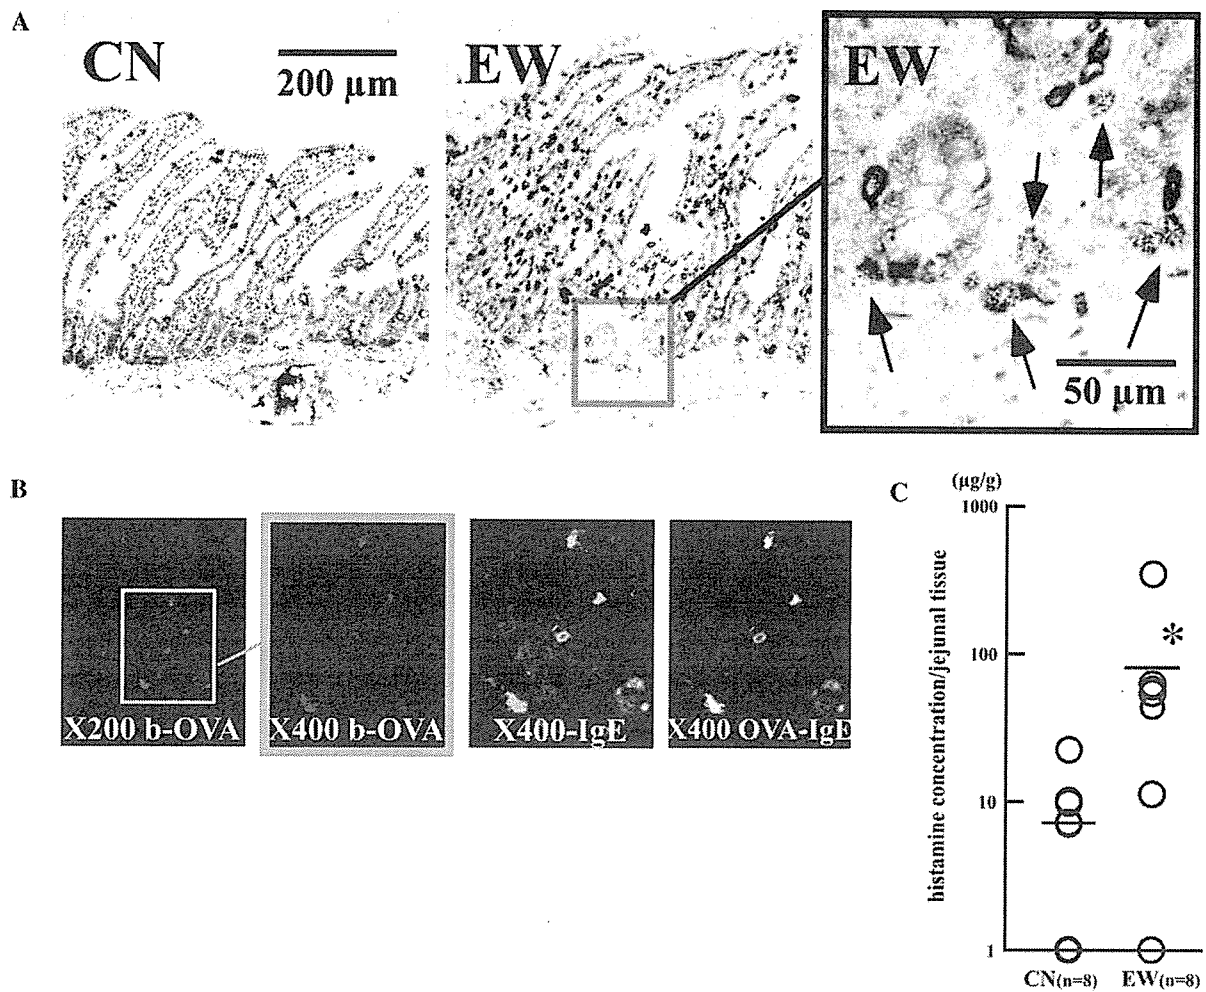 A
CN
200 µm
EW
EW
50 µm
B
X200 b-OVA
X400 b-OVA
X400-IgE
X400 OVA-IgE
C
(µg/g)
histamine concentration/jejunal tissue
1000
100
10
1
*
CN(n=8)
EW(n=8)